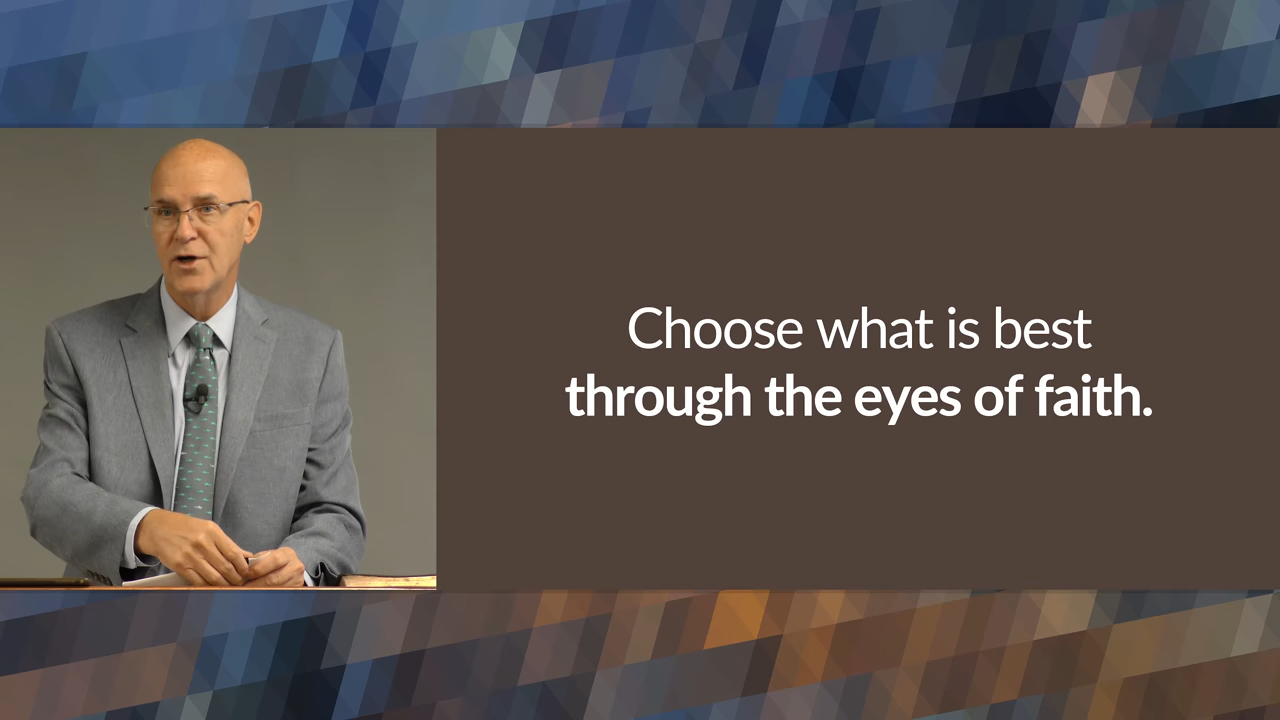 Choose what is best
through the eyes of faith.